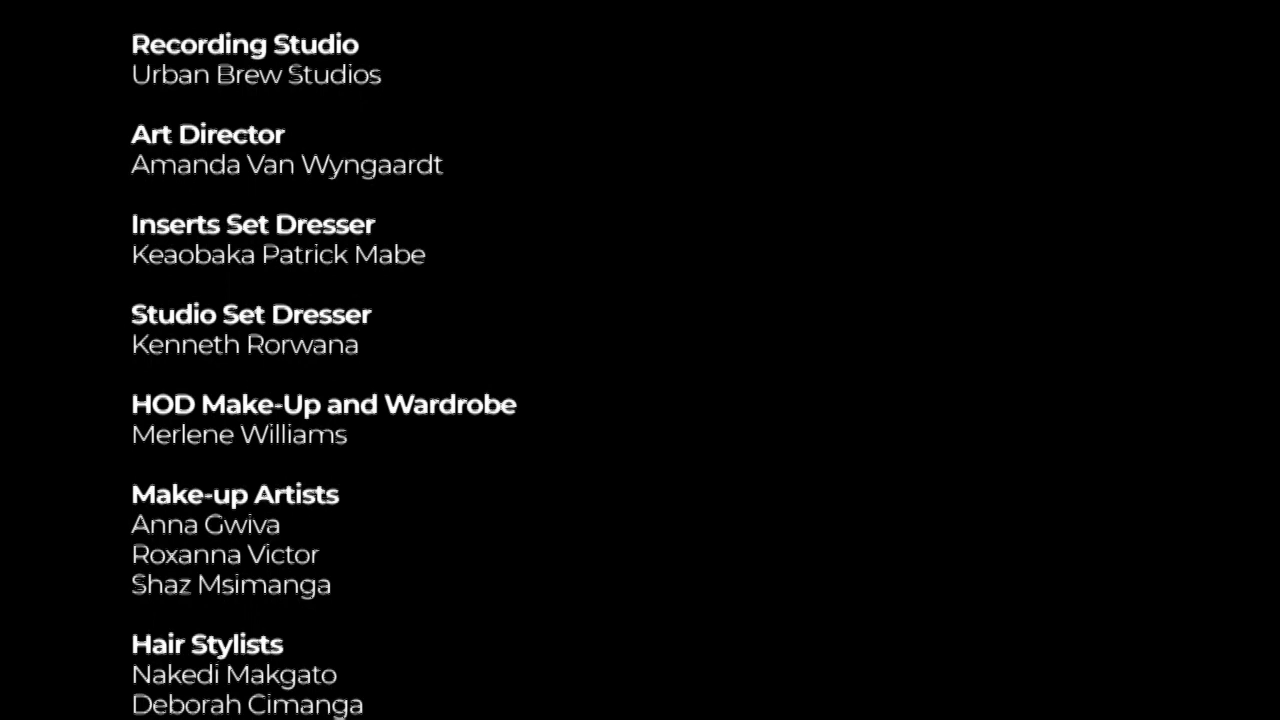 Recording Studio
Urban Brew Studios
Art Director
Amanda Van Wyngaardt
Inserts Set Dresser
Keaobaka Patrick Mabe
Studio Set Dresser
Kenneth Rorwana
HOD Make-Up and Wardrobe
Merlene Williams
Make-up Artists
Anna Gwiva
Roxanna Victor
Shaz Msimanga
Hair Stylists
Nakedi Makgato
Deborah Cimanga